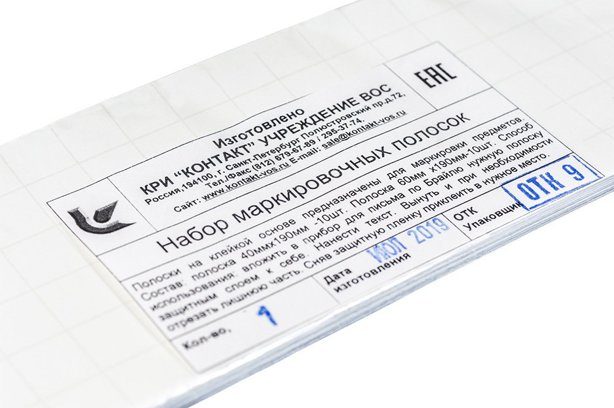 Изготовлено
КРИ "КОНТАКТ" УЧРЕЖДЕНИЕ ВОС
Россия, 194100, г. Санкт-Петербург Полюстровский пр.д.72,
Тел./Факс (812) 679-67-89 / 295-37-74,
Сайт: www.kontakt-vos.ru E-mail: sale@kontakt-vos.ru
EAC
Набор маркировочных полосок
Полоски на клейкой основе предназначены для маркировки предметов.
Состав: полоска 40ммх190мм -10шт. Полоска 60мм х190мм-10шт. Способ
использования вложить в прибор для письма по Брайлю нужную полоску
защитным слоем к себе. Нанести текст. Вынуть и при необходимости
отрезать лишнюю часть. Сняв защитную пленку приклеить в нужное место.
Кол-во, 1
Дата
изготовления
ИЮЛ 2019
ОТК
Упаковщик
ОТК 9